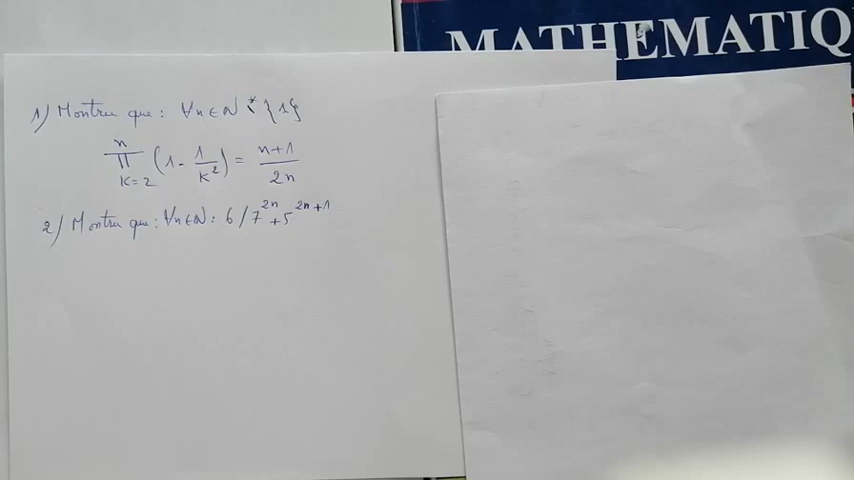 MATHEMATIQ
1) Montrer que : ∀n∈ℕ*\{1}
n
∏ (1 - 1/k²) = n+1/2n
K=2
2) Montrer que : ∀n∈ℕ : 6/7^2n + 5^2n+1